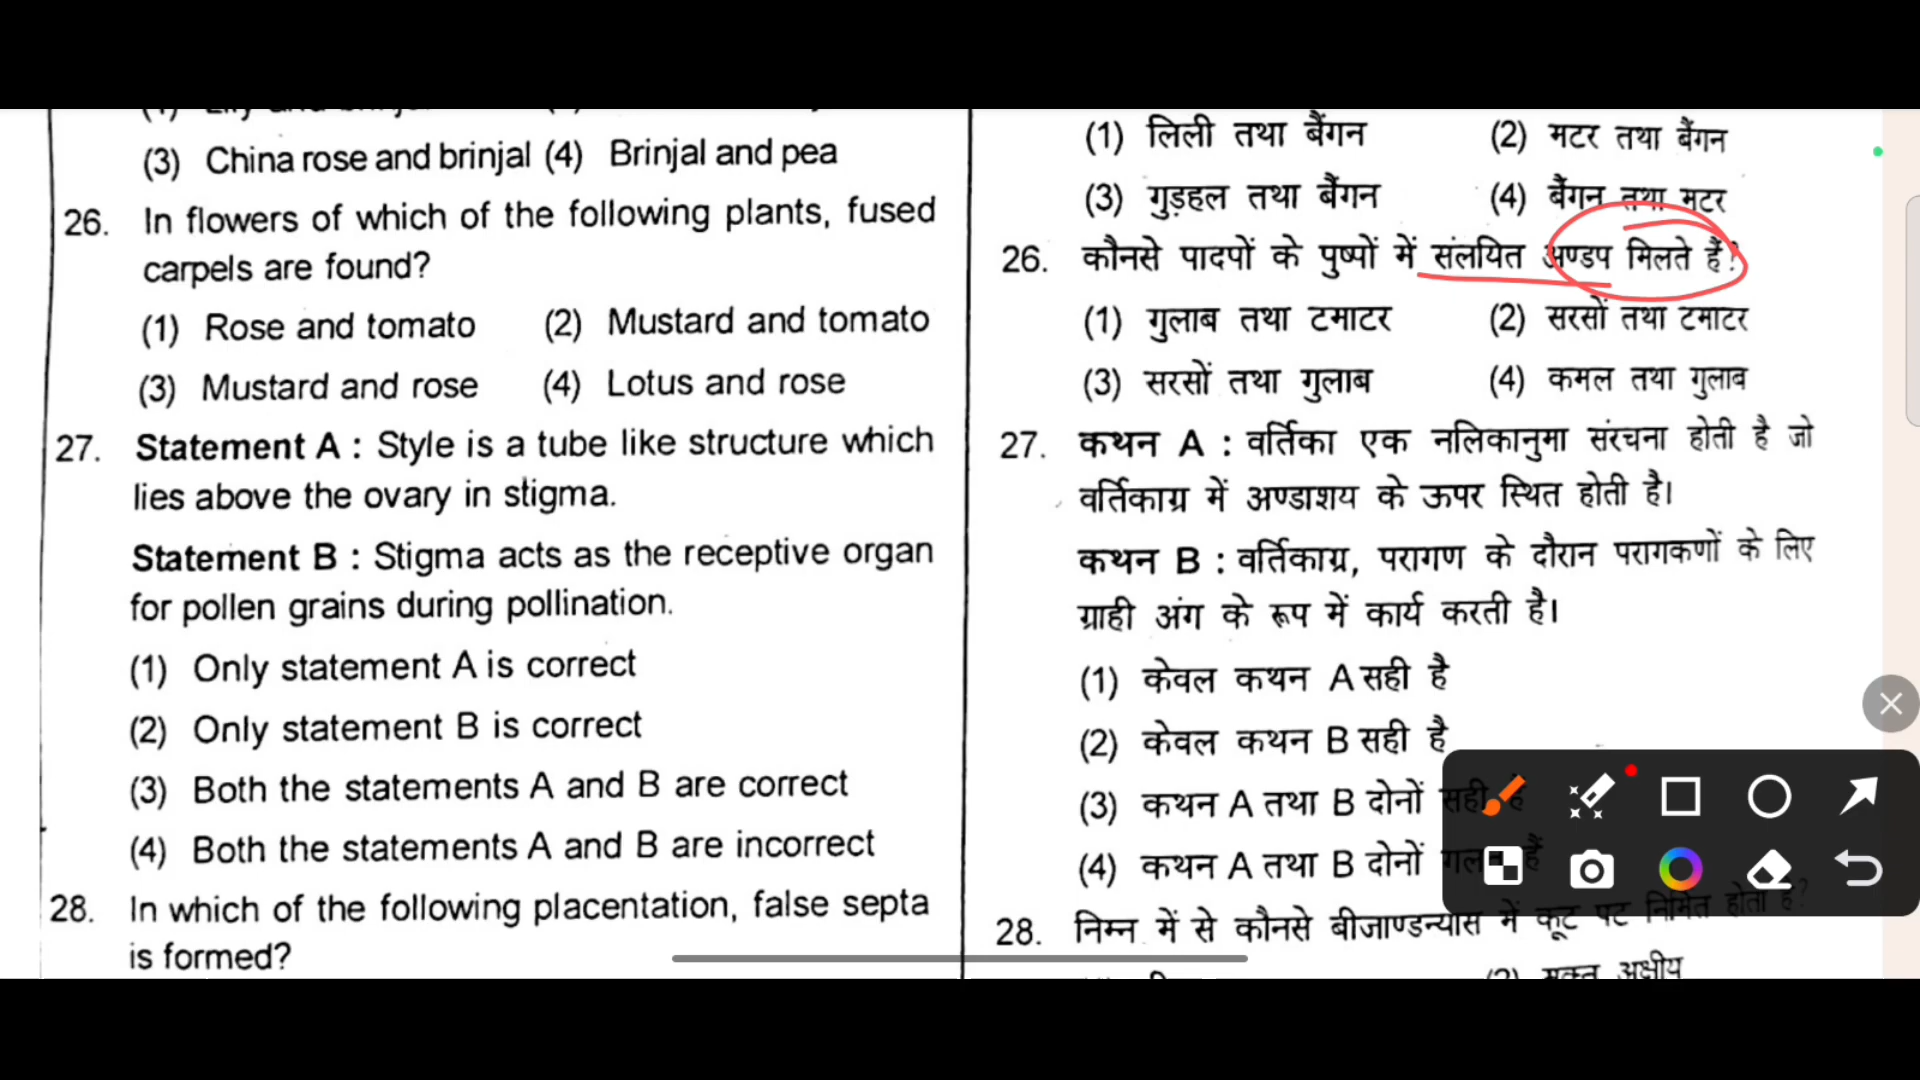 (3) China rose and brinjal (4) Brinjal and pea
26. In flowers of which of the following plants, fused
carpels are found?
(1) Rose and tomato (2) Mustard and tomato
(3) Mustard and rose (4) Lotus and rose
27. Statement A : Style is a tube like structure which
lies above the ovary in stigma.
Statement B : Stigma acts as the receptive organ
for pollen grains during pollination.
(1) Only statement A is correct
(2) Only statement B is correct
(3) Both the statements A and B are correct
(4) Both the statements A and B are incorrect
28. In which of the following placentation, false septa
is formed?
(1) लिली तथा बैंगन (2) मटर तथा बैंगन
(3) गुड़हल तथा बैंगन (4) बैंगन तथा मटर
26. कौनसे पादपों के पुष्पों में संलयित अण्डप मिलते हैं?
(1) गुलाब तथा टमाटर (2) सरसों तथा टमाटर
(3) सरसों तथा गुलाब (4) कमल तथा गुलाब
27. कथन A : वर्तिका एक नलिकानुमा संरचना होती है जो
वर्तिकाग्र में अण्डाशय के ऊपर स्थित होती है।
कथन B : वर्तिकाग्र, परागण के दौरान परागकणों के लिए
ग्राही अंग के रूप में कार्य करती है।
(1) केवल कथन A सही है
(2) केवल कथन B सही है
(3) कथन A तथा B दोनों सही हैं
(4) कथन A तथा B दोनों गलत हैं
28. निम्न में से कौनसे बीजाण्डन्यास में कूट पट निर्मित होता है?
(2) मुक्त अक्षीय